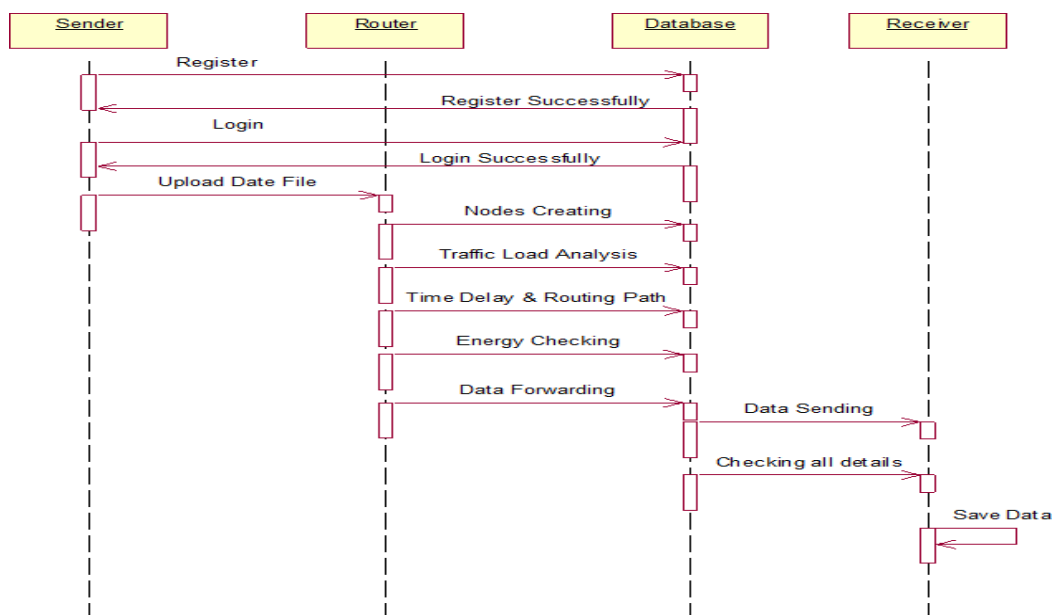 Sender
Router
Database
Receiver
Register
Register Successfully
Login
Login Successfully
Upload Date File
Nodes Creating
Traffic Load Analysis
Time Delay & Routing Path
Energy Checking
Data Forwarding
Data Sending
Checking all details
Save Data